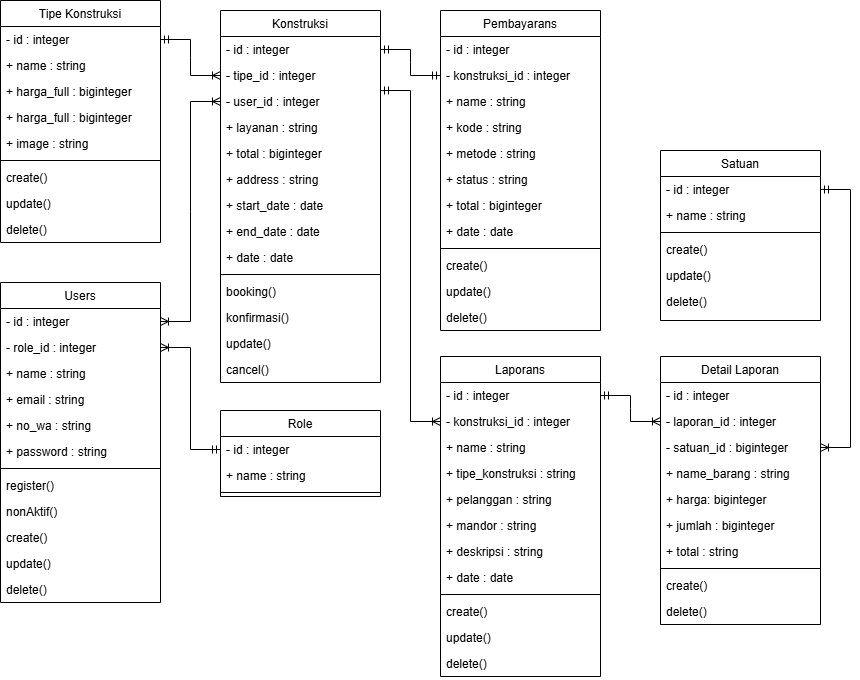 Tipe Konstruksi
- id : integer
+ name : string
+ harga_full : biginteger
+ harga_full : biginteger
+ image : string
create()
update()
delete()
Konstruksi
- id : integer
- tipe_id : integer
- user_id : integer
+ layanan : string
+ total : biginteger
+ address : string
+ start_date : date
+ end_date : date
+ date : date
booking()
konfirmasi()
update()
cancel()
Pembayarans
- id : integer
- konstruksi_id : integer
+ name : string
+ kode : string
+ metode : string
+ status : string
+ total : biginteger
+ date : date
create()
update()
delete()
Satuan
- id : integer
+ name : string
create()
update()
delete()
Users
- id : integer
- role_id : integer
+ name : string
+ email : string
+ no_wa : string
+ password : string
register()
nonAktif()
create()
update()
delete()
Role
- id : integer
+ name : string
Laporans
- id : integer
- konstruksi_id : integer
+ name : string
+ tipe_konstruksi : string
+ pelanggan : string
+ mandor : string
+ deskripsi : string
+ date : date
create()
update()
delete()
Detail Laporan
- id : integer
- laporan_id : integer
- satuan_id : biginteger
+ name_barang : string
+ harga: biginteger
+ jumlah : biginteger
+ total : string
create()
delete()